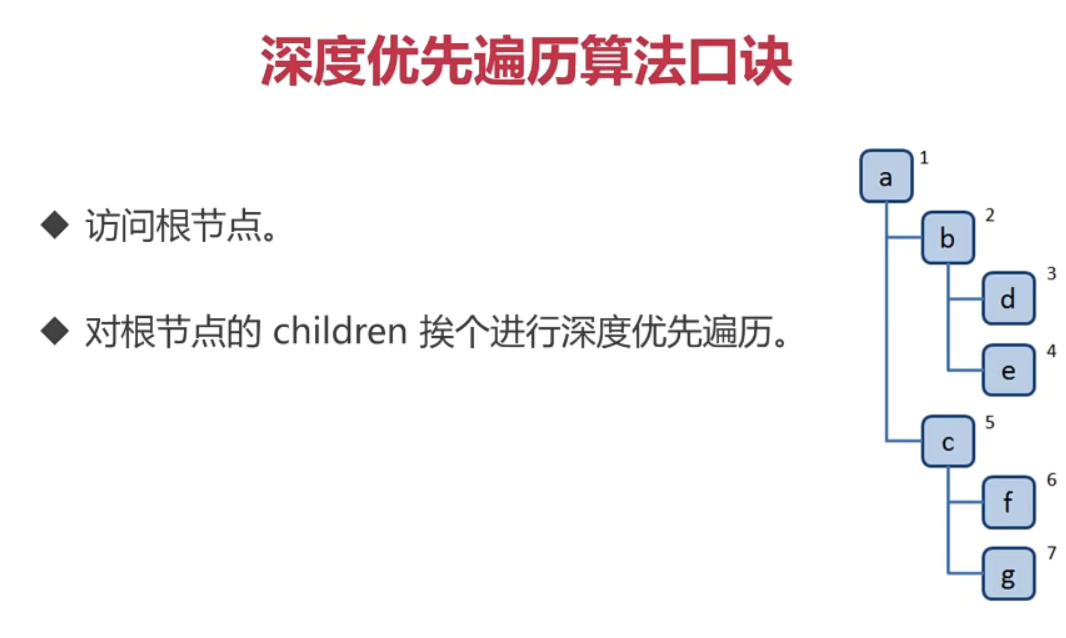 深度优先遍历算法口诀
◆ 访问根节点。
◆ 对根节点的 children 挨个进行深度优先遍历。
a 1
b 2
d 3
e 4
c 5
f 6
g 7